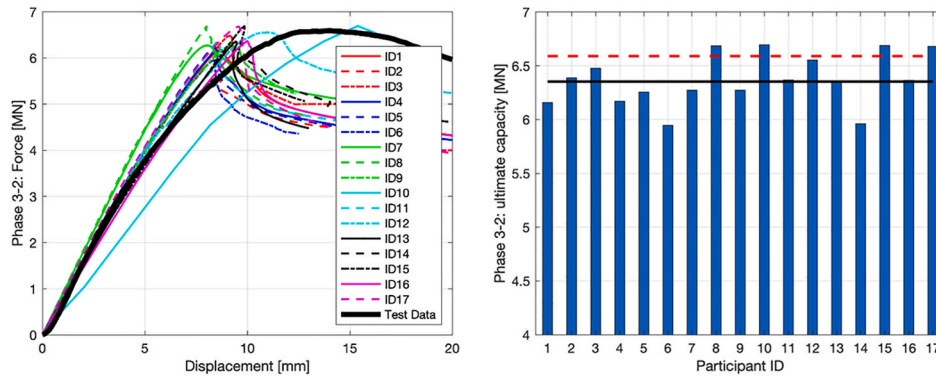 Phase 3-2: Force [MN]
7
6
5
4
3
2
1
0
0 5 10 15 20
Displacement [mm]
ID1
ID2
ID3
ID4
ID5
ID6
ID7
ID8
ID9
ID10
ID11
ID12
ID13
ID14
ID15
ID16
ID17
Test Data
Phase 3-2: ultimate capacity [MN]
7
6.5
6
5.5
5
4.5
4
1 2 3 4 5 6 7 8 9 10 11 12 13 14 15 16 17
Participant ID